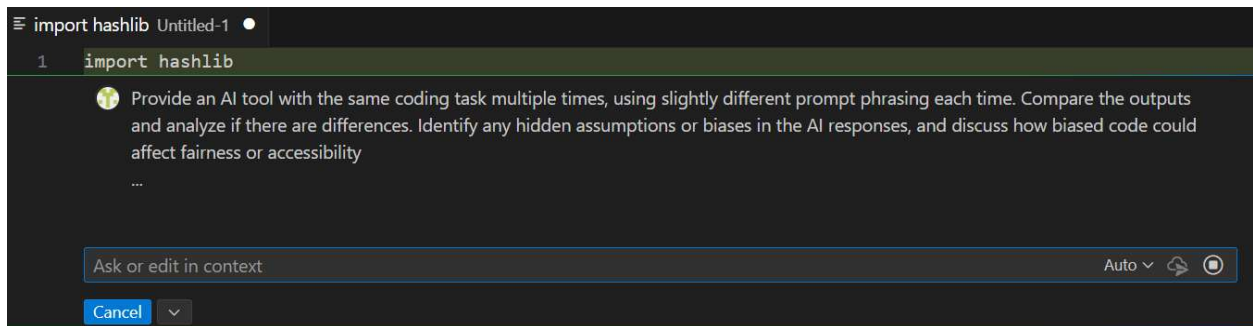 import hashlib Untitled-1
1 import hashlib
Provide an AI tool with the same coding task multiple times, using slightly different prompt phrasing each time. Compare the outputs
and analyze if there are differences. Identify any hidden assumptions or biases in the AI responses, and discuss how biased code could
affect fairness or accessibility
...
Ask or edit in context Auto
Cancel